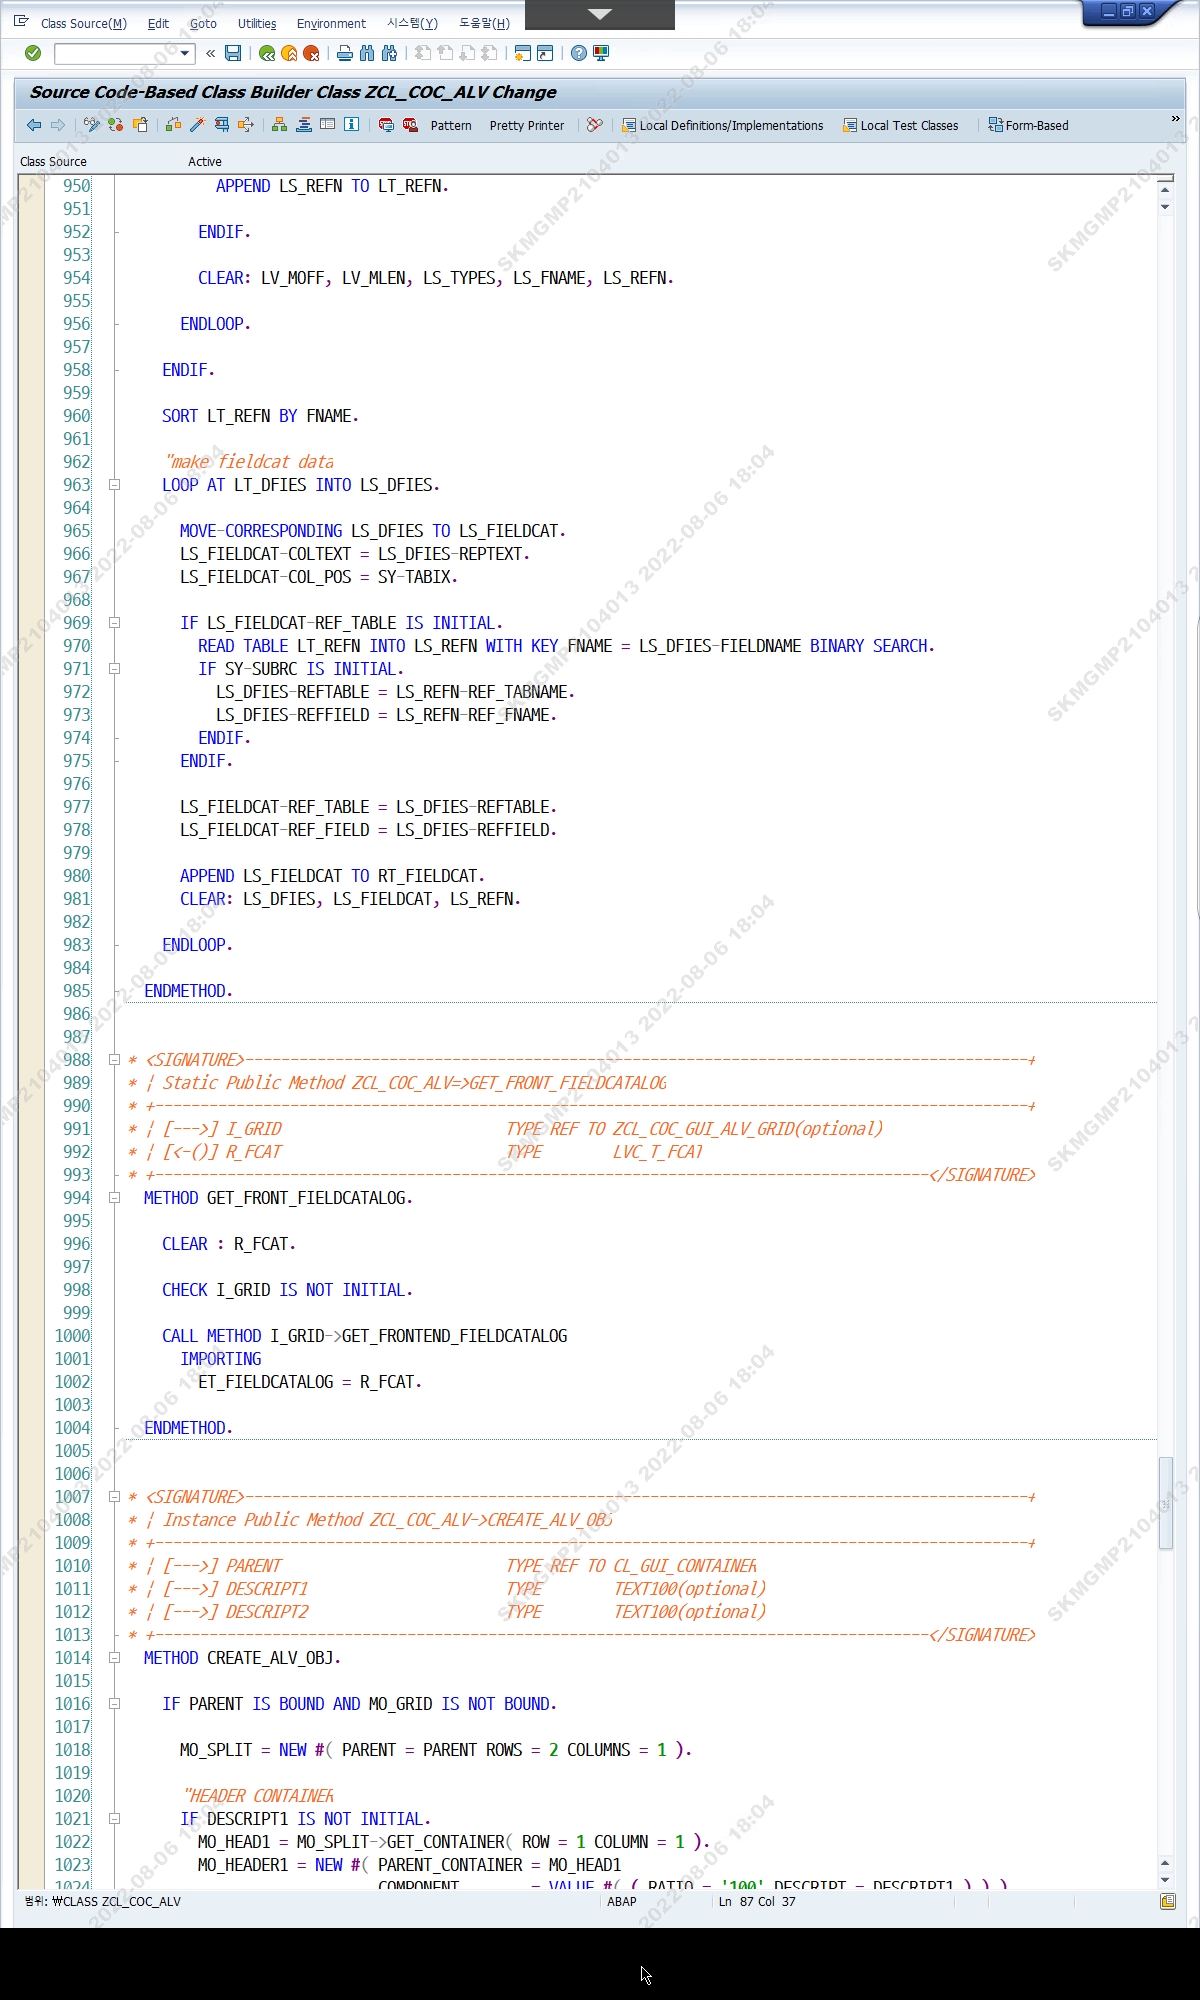 Class Source(M) Edit Goto Utilities Environment 시스템(Y) 도움말(H)
Source Code-Based Class Builder Class ZCL_COC_ALV Change
Pattern Pretty Printer Local Definitions/Implementations Local Test Classes Form-Based
Class Source Active
950 APPEND LS_REFN TO LT_REFN.
951
952 ENDIF.
953
954 CLEAR: LV_MOFF, LV_MLEN, LS_TYPES, LS_FNAME, LS_REFN.
955
956 ENDLOOP.
957
958 ENDIF.
959
960 SORT LT_REFN BY FNAME.
961
962 "make fieldcat data
963 LOOP AT LT_DFIES INTO LS_DFIES.
964
965 MOVE-CORRESPONDING LS_DFIES TO LS_FIELDCAT.
966 LS_FIELDCAT-COLTEXT = LS_DFIES-REPTEXT.
967 LS_FIELDCAT-COL_POS = SY-TABIX.
968
969 IF LS_FIELDCAT-REF_TABLE IS INITIAL.
970 READ TABLE LT_REFN INTO LS_REFN WITH KEY FNAME = LS_DFIES-FIELDNAME BINARY SEARCH.
971 IF SY-SUBRC IS INITIAL.
972 LS_DFIES-REFTABLE = LS_REFN-REF_TABNAME.
973 LS_DFIES-REFFIELD = LS_REFN-REF_FNAME.
974 ENDIF.
975 ENDIF.
976
977 LS_FIELDCAT-REF_TABLE = LS_DFIES-REFTABLE.
978 LS_FIELDCAT-REF_FIELD = LS_DFIES-REFFIELD.
979
980 APPEND LS_FIELDCAT TO RT_FIELDCAT.
981 CLEAR: LS_DFIES, LS_FIELDCAT, LS_REFN.
982
983 ENDLOOP.
984
985 ENDMETHOD.
986
987
988 * <SIGNATURE>---------------------------------------------------------------------------------------+
989 * | Static Public Method ZCL_COC_ALV=>GET_FRONT_FIELDCATALOG
990 * +-------------------------------------------------------------------------------------------------+
991 * | [--->] I_GRID TYPE REF TO ZCL_COC_GUI_ALV_GRID(optional)
992 * | [<-()] R_FCAT TYPE LVC_T_FCAT
993 * +--------------------------------------------------------------------------------------</SIGNATURE>
994 METHOD GET_FRONT_FIELDCATALOG.
995
996 CLEAR : R_FCAT.
997
998 CHECK I_GRID IS NOT INITIAL.
999
1000 CALL METHOD I_GRID->GET_FRONTEND_FIELDCATALOG
1001 IMPORTING
1002 ET_FIELDCATALOG = R_FCAT.
1003
1004 ENDMETHOD.
1005
1006
1007 * <SIGNATURE>---------------------------------------------------------------------------------------+
1008 * | Instance Public Method ZCL_COC_ALV->CREATE_ALV_OBJ
1009 * +-------------------------------------------------------------------------------------------------+
1010 * | [--->] PARENT TYPE REF TO CL_GUI_CONTAINER
1011 * | [--->] DESCRIPT1 TYPE TEXT100(optional)
1012 * | [--->] DESCRIPT2 TYPE TEXT100(optional)
1013 * +--------------------------------------------------------------------------------------</SIGNATURE>
1014 METHOD CREATE_ALV_OBJ.
1015
1016 IF PARENT IS BOUND AND MO_GRID IS NOT BOUND.
1017
1018 MO_SPLIT = NEW #( PARENT = PARENT ROWS = 2 COLUMNS = 1 ).
1019
1020 "HEADER CONTAINER
1021 IF DESCRIPT1 IS NOT INITIAL.
1022 MO_HEAD1 = MO_SPLIT->GET_CONTAINER( ROW = 1 COLUMN = 1 ).
1023 MO_HEADER1 = NEW #( PARENT_CONTAINER = MO_HEAD1
1024 COMPONENT = VALUE #( ( RATIO = '100' DESCRIPT = DESCRIPT1 ) ) )
범위: ₩CLASS ZCL_COC_ALV ABAP Ln 87 Col 37
SKMGMP2104013 2022-08-06 18:04